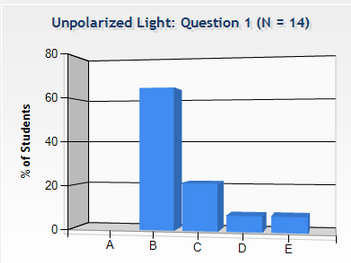 Unpolarized Light: Question 1 (N = 14)
80
60
40
20
0
% of Students
A B C D E